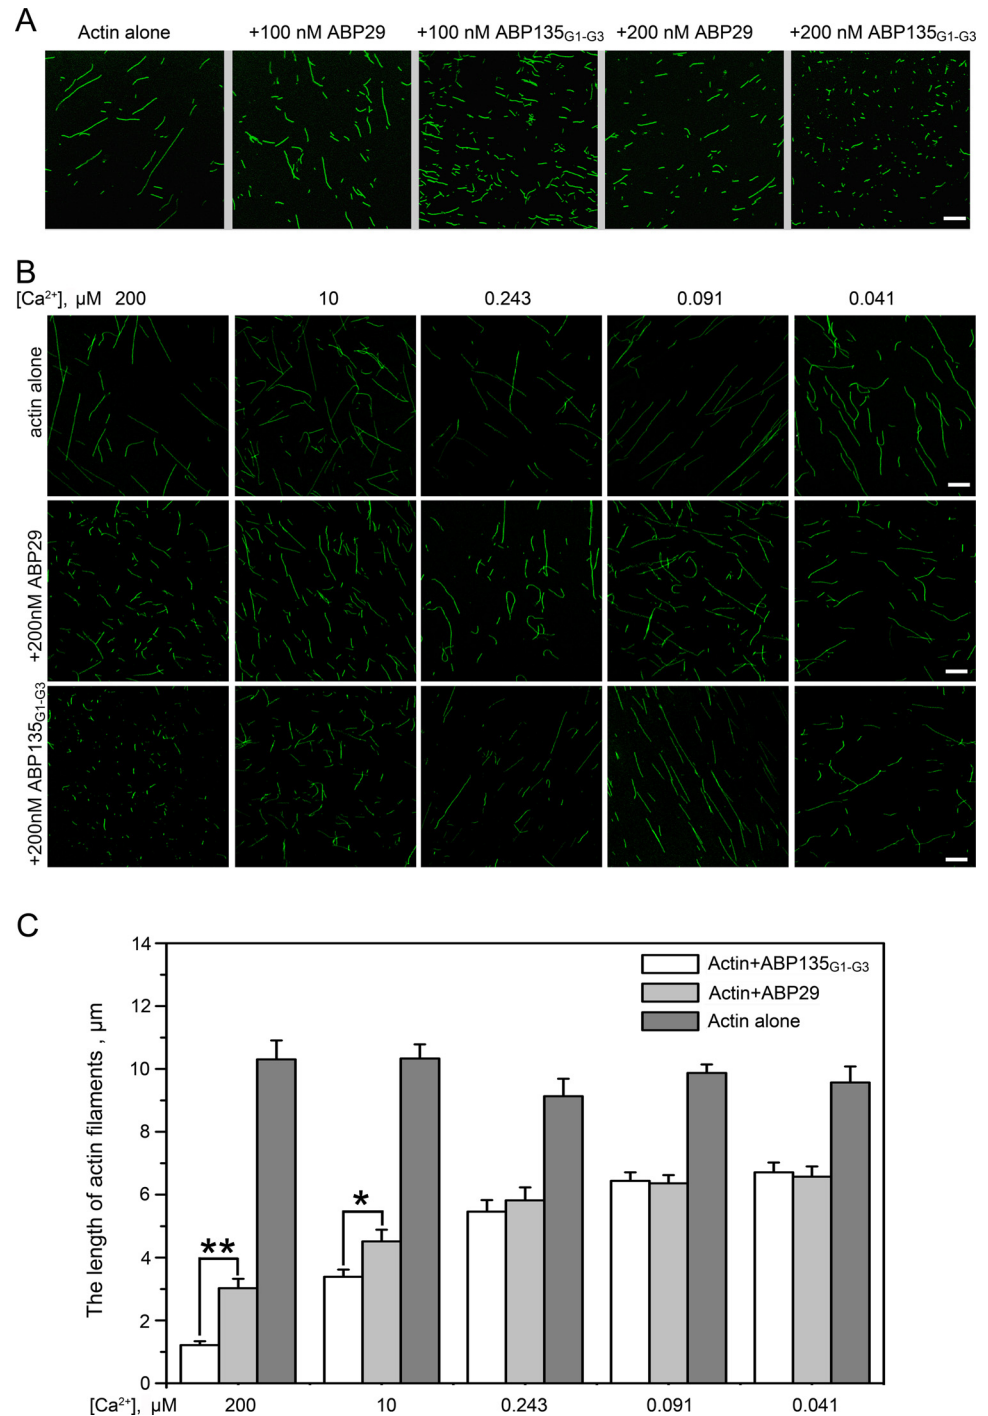 A
Actin alone +100 nM ABP29 +100 nM ABP135G1-G3 +200 nM ABP29 +200 nM ABP135G1-G3
B
[Ca2+], μM 200 10 0.243 0.091 0.041
actin alone
+200nM ABP29
+200nM ABP135G1-G3
C
The length of actin filaments , μm
14
12
10
8
6
4
2
0
Actin+ABP135G1-G3
Actin+ABP29
Actin alone
**
*
[Ca2+], μM 200 10 0.243 0.091 0.041